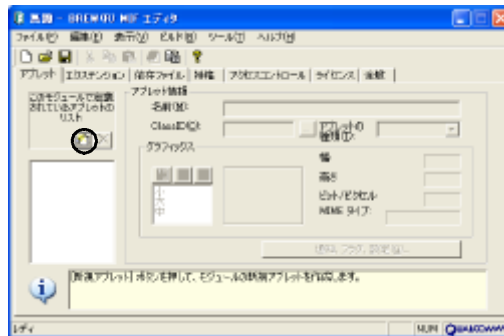 無題 - BREW(R) MIF エディタ
ファイル(F) 編集(E) 表示(V) ビルド(B) ツール(T) ヘルプ(H)
アプレット エクステンション 依存ファイル 特権 アクセスコントロール ライセンス 全般
このモジュールで定義
されているアプレットの
リスト
アプレット情報
名前(M):
ClassID(C):
アプレットの
種類(T):
グラフィックス
幅
高さ
ビット/ピクセル
MIME タイプ:
小
大
中
[新規アプレット] ボタンを押して、モジュールの新規アプレットを作成します。
レディ
NUM
QUALCOMM